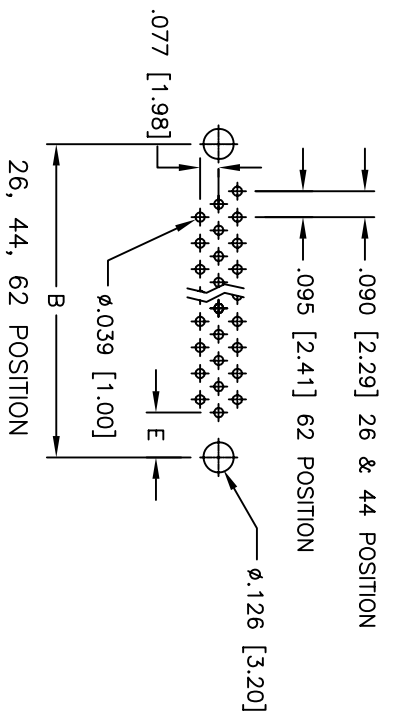 .090 [2.29] 26 & 44 POSITION
.095 [2.41] 62 POSITION
.077 [1.98]
ø.039 [1.00]
ø.126 [3.20]
E
B
26, 44, 62 POSITION